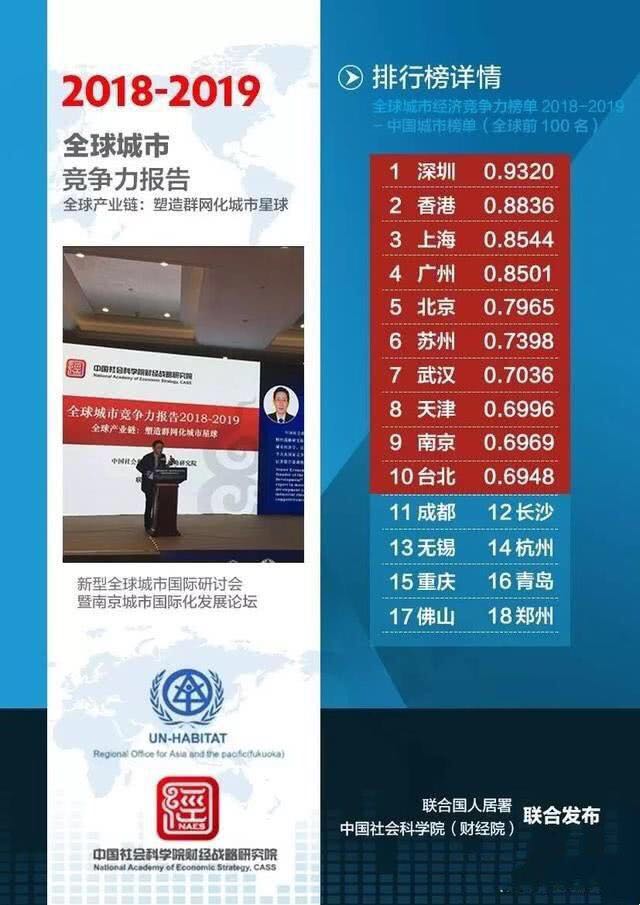 2018-2019
全球城市
竞争力报告
全球产业链：塑造群网化城市星球
中国社会科学院财经战略研究院
National Academy of Economic Strategy, CASS
全球城市竞争力报告2018-2019
全球产业链：塑造群网化城市星球
新型全球城市国际研讨会
暨南京城市国际化发展论坛
UN-HABITAT
Regional Office for Asia and the pacific(fukuoka)
經
NAES
中国社会科学院财经战略研究院
National Academy of Economic Strategy, CASS
排行榜详情
全球城市经济竞争力榜单 2018-2019
－中国城市榜单（全球前100名）
1 深圳 0.9320
2 香港 0.8836
3 上海 0.8544
4 广州 0.8501
5 北京 0.7965
6 苏州 0.7398
7 武汉 0.7036
8 天津 0.6996
9 南京 0.6969
10 台北 0.6948
11 成都 12 长沙
13 无锡 14 杭州
15 重庆 16 青岛
17 佛山 18 郑州
联合国人居署
中国社会科学院（财经院）
联合发布